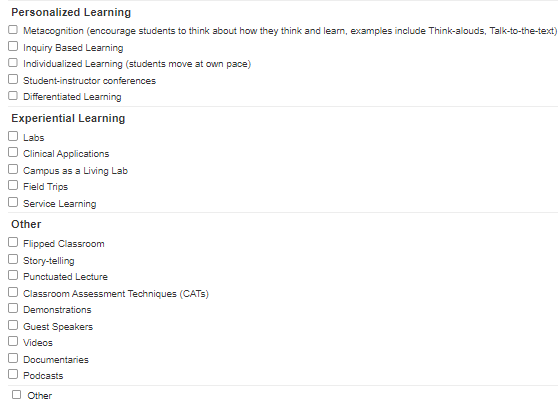 Personalized Learning
Metacognition (encourage students to think about how they think and learn, examples include Think-alouds, Talk-to-the-text)
Inquiry Based Learning
Individualized Learning (students move at own pace)
Student-instructor conferences
Differentiated Learning
Experiential Learning
Labs
Clinical Applications
Campus as a Living Lab
Field Trips
Service Learning
Other
Flipped Classroom
Story-telling
Punctuated Lecture
Classroom Assessment Techniques (CATs)
Demonstrations
Guest Speakers
Videos
Documentaries
Podcasts
Other